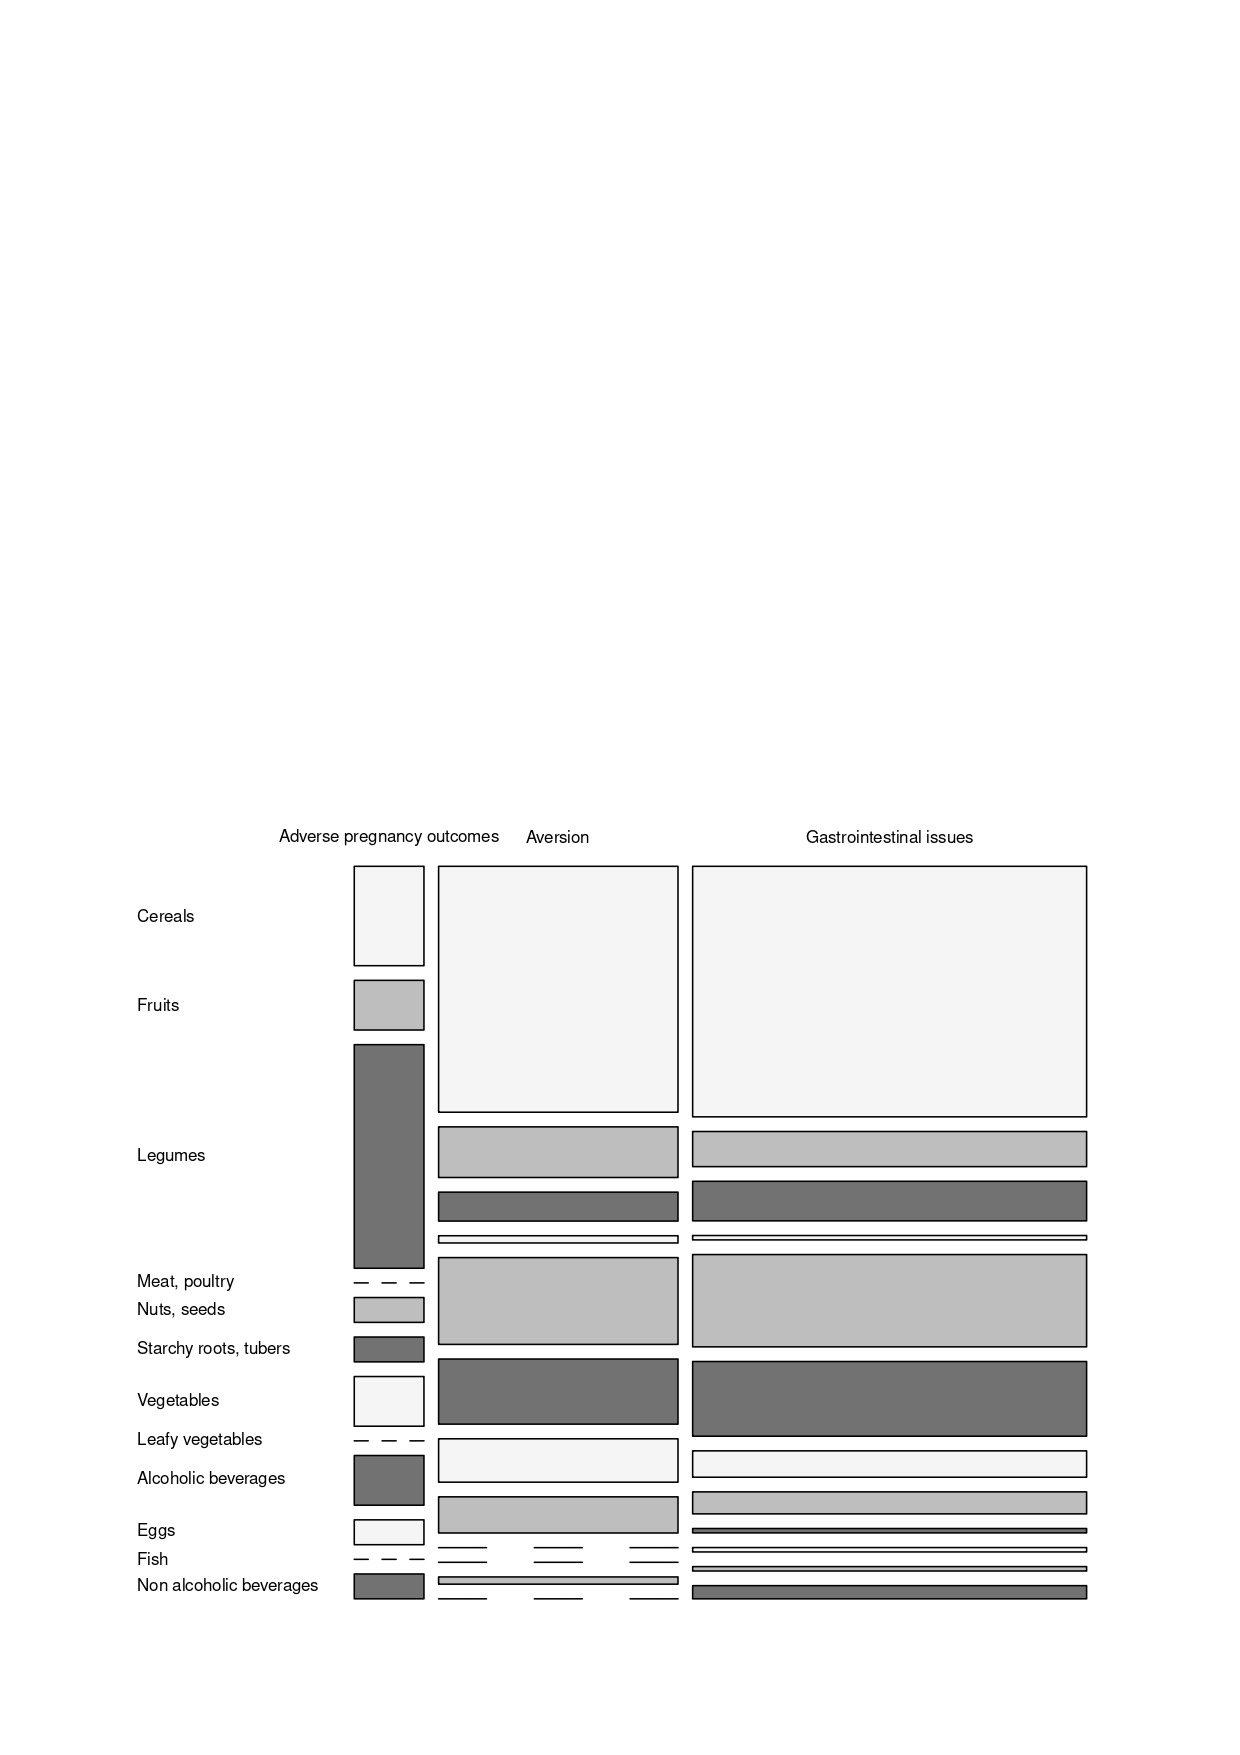 Adverse pregnancy outcomes Aversion Gastrointestinal issues
Cereals
Fruits
Legumes
Meat, poultry
Nuts, seeds
Starchy roots, tubers
Vegetables
Leafy vegetables
Alcoholic beverages
Eggs
Fish
Non alcoholic beverages